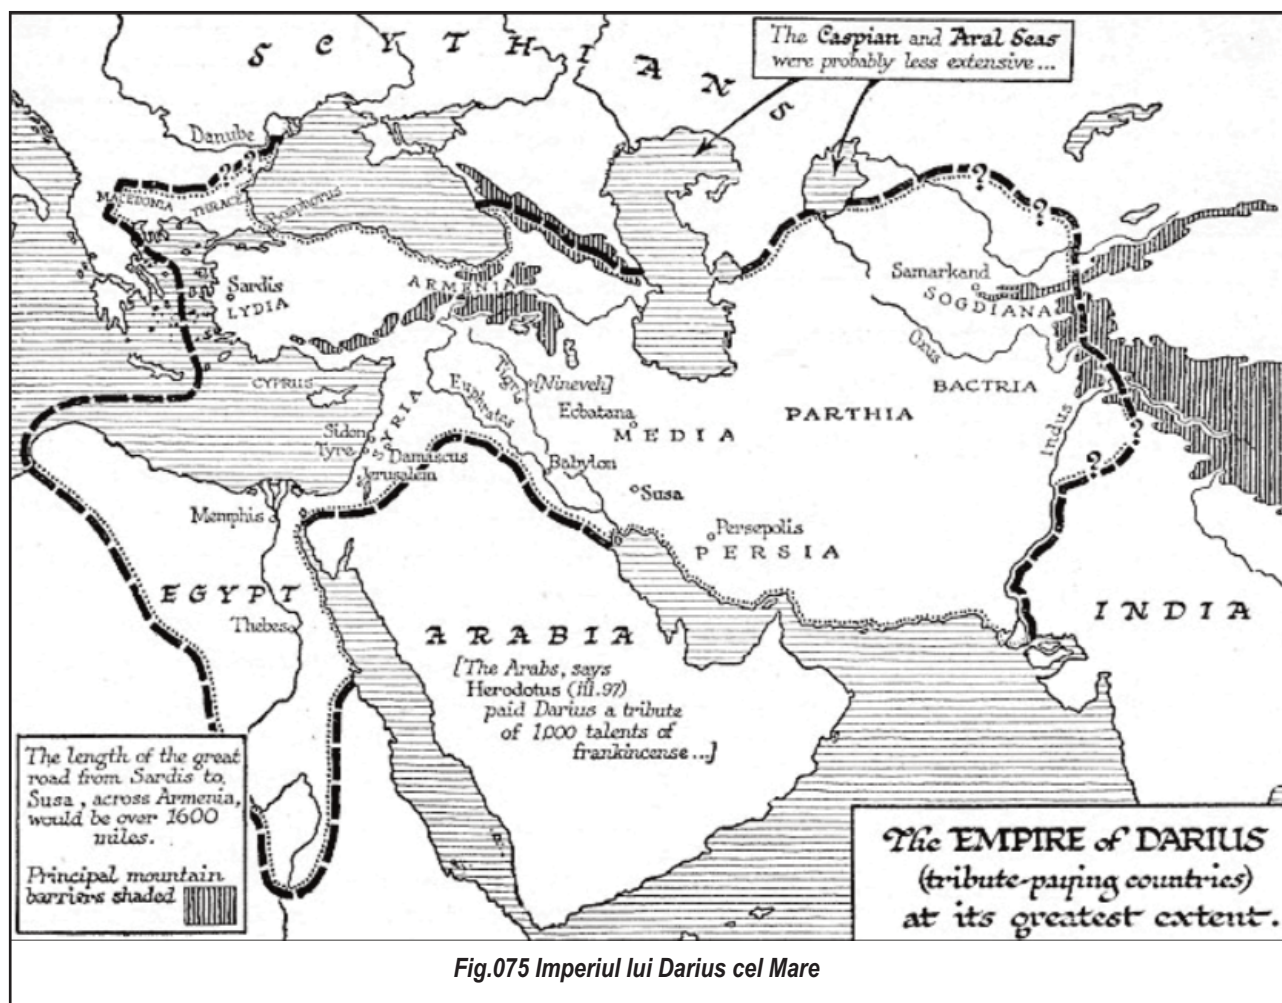 SCYTHIANS
The Caspian and Aral Seas
were probably less extensive ...
Danube
?
?
MACEDONIA
THRACE
Bosphorus
?
?
Sardis
LYDIA
ARMENIA
Samarkand
SOGDIANA
Oxus
BACTRIA
CYPRUS
Tigris
[Nineveh]
Euphrates
Ecbatana
MEDIA
PARTHIA
Indus
?
?
SYRIA
Sidon
Tyre
Damascus
Jerusalem
Babylon
Susa
Memphis
Persepolis
PERSIA
EGYPT
Thebes
ARABIA
[The Arabs, says
Herodotus (iii.97)
paid Darius a tribute
of 1,000 talents of
frankincense ...]
INDIA
The length of the great
road from Sardis to,
Susa, across Armenia,
would be over 1600
miles.
Principal mountain
barriers shaded
The EMPIRE of DARIUS
(tribute-paying countries)
at its greatest extent.
Fig.075 Imperiul lui Darius cel Mare